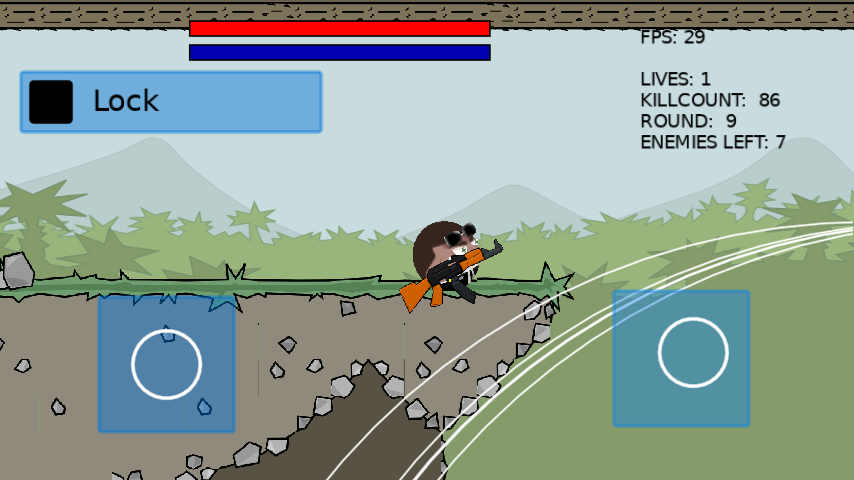 FPS: 29
Lock
LIVES: 1
KILLCOUNT: 86
ROUND: 9
ENEMIES LEFT: 7